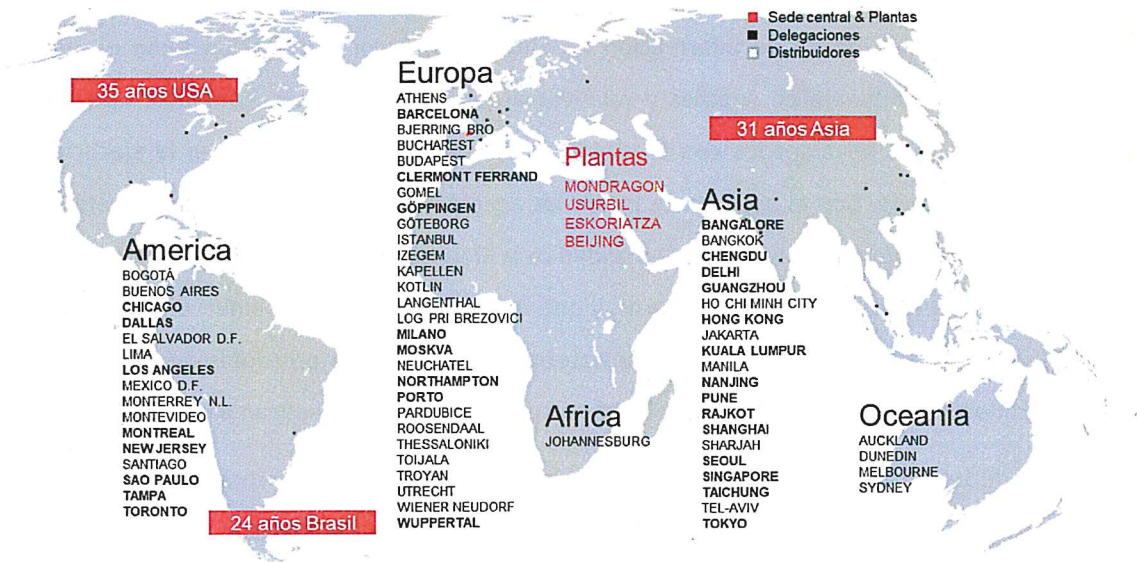 Sede central & Plantas
Delegaciones
Distribuidores
35 años USA
Europa
ATHENS
BARCELONA
BJERRING BRO
BUCHAREST
BUDAPEST
CLERMONT FERRAND
GOMEL
GÖPPINGEN
GÖTEBORG
ISTANBUL
IZEGEM
KAPELLEN
KOTLIN
LANGENTHAL
LOG PRI BREZOVICI
MILANO
MOSKVA
NEUCHATEL
NORTHAMPTON
PORTO
PARDUBICE
ROOSENDAAL
THESSALONIKI
TOIJALA
TROYAN
UTRECHT
WIENER NEUDORF
WUPPERTAL
31 años Asia
Plantas
MONDRAGON
USURBIL
ESKORIATZA
BEIJING
Asia
BANGALORE
BANGKOK
CHENGDU
DELHI
GUANGZHOU
HO CHI MINH CITY
HONG KONG
JAKARTA
KUALA LUMPUR
MANILA
NANJING
PUNE
RAJKOT
SHANGHAI
SHARJAH
SEOUL
SINGAPORE
TAICHUNG
TEL-AVIV
TOKYO
America
BOGOTÁ
BUENOS AIRES
CHICAGO
DALLAS
EL SALVADOR D.F.
LIMA
LOS ANGELES
MEXICO D.F.
MONTERREY N.L.
MONTEVIDEO
MONTREAL
NEW JERSEY
SANTIAGO
SAO PAULO
TAMPA
TORONTO
24 años Brasil
Africa
JOHANNESBURG
Oceania
AUCKLAND
DUNEDIN
MELBOURNE
SYDNEY